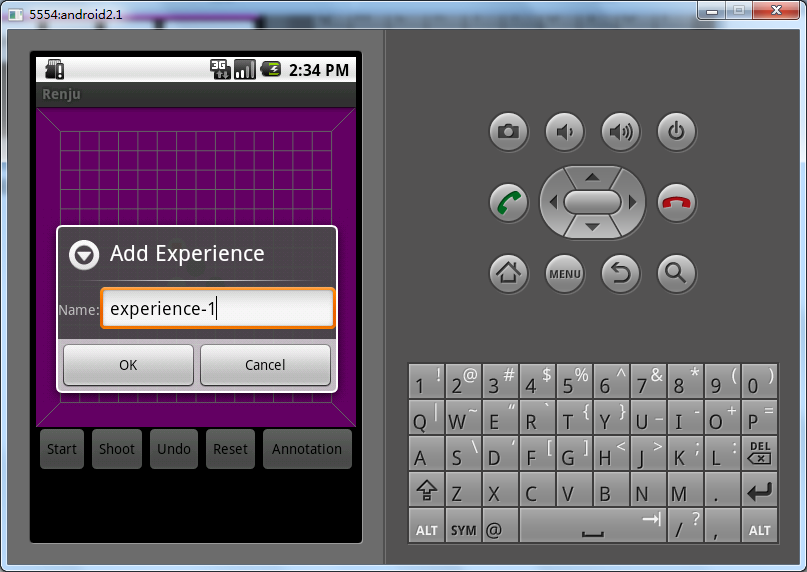 5554:android2.1
3G 2:34 PM
Renju
Add Experience
Name: experience-1
OK Cancel
Start Shoot Undo Reset Annotation
MENU
1 ! 2 @ 3 # 4 $ 5 % 6 ^ 7 & 8 * 9 ( 0 )
Q | W ~ E “ R ` T { Y } U _ I - O + P =
A S \ D ‘ F [ G ] H < J > K ; L : DEL
Z X C V B N M .
ALT SYM @ / ? , ALT